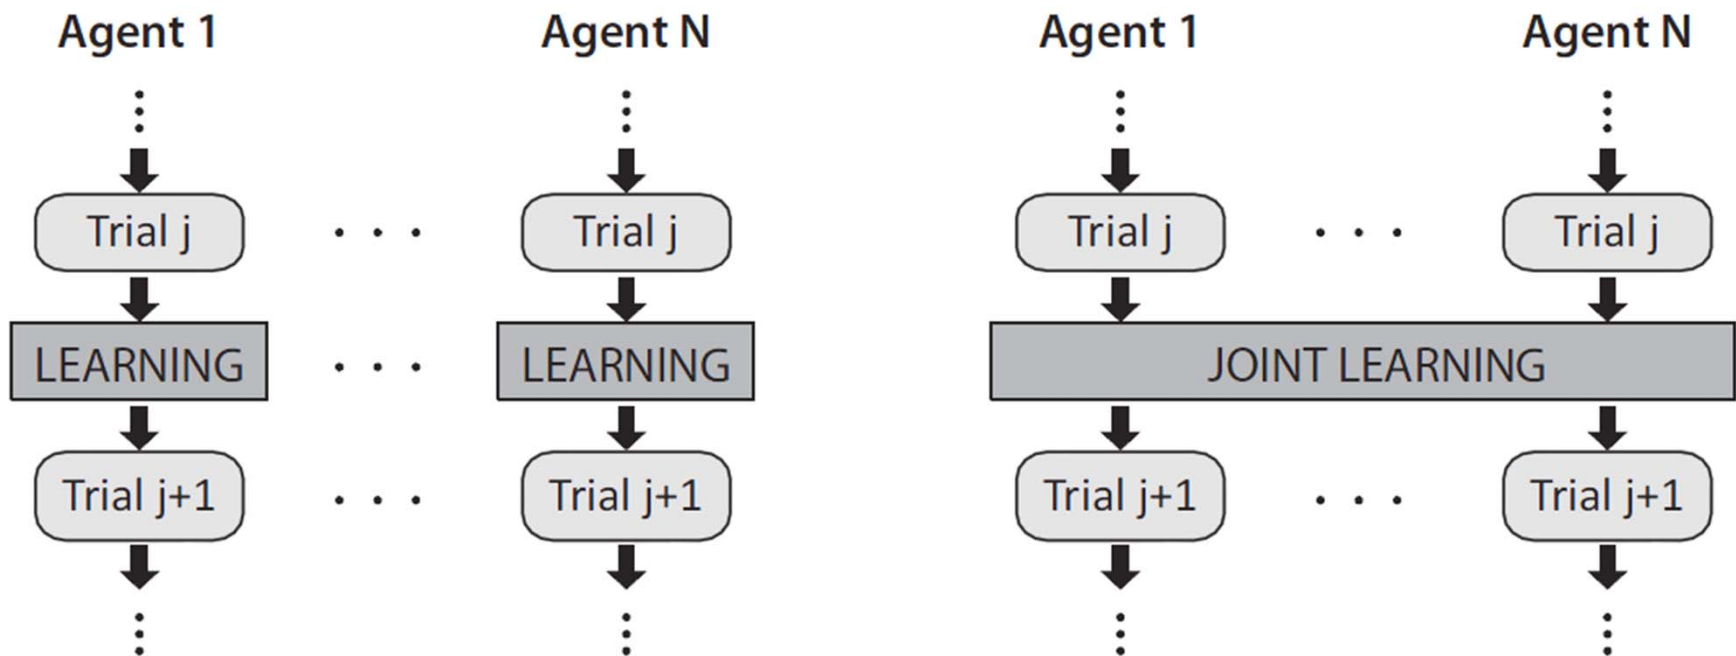 Agent 1 Agent N Agent 1 Agent N
Trial j Trial j Trial j Trial j
LEARNING LEARNING JOINT LEARNING
Trial j+1 Trial j+1 Trial j+1 Trial j+1